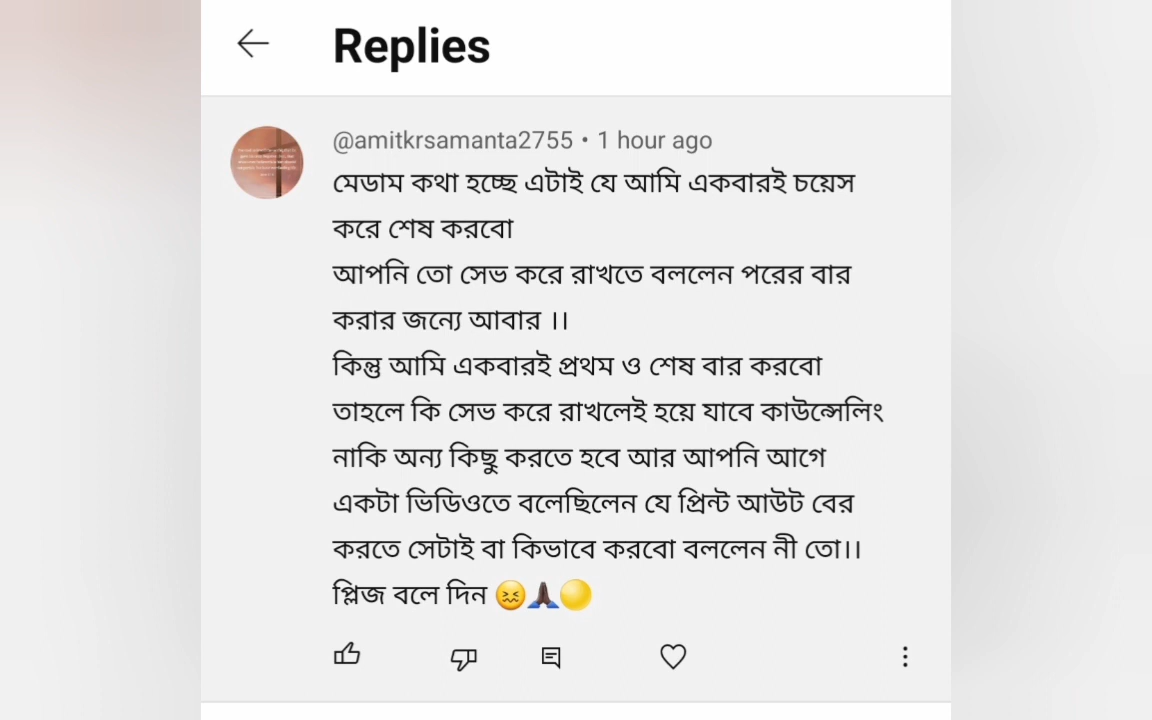 Replies
@amitkrsamanta2755 • 1 hour ago
মেডাম কথা হচ্ছে এটাই যে আমি একবারই চয়েস
করে শেষ করবো
আপনি তো সেভ করে রাখতে বললেন পরের বার
করার জন্যে আবার ।।
কিন্তু আমি একবারই প্রথম ও শেষ বার করবো
তাহলে কি সেভ করে রাখলেই হয়ে যাবে কাউন্সেলিং
নাকি অন্য কিছু করতে হবে আর আপনি আগে
একটা ভিডিওতে বলেছিলেন যে প্রিন্ট আউট বের
করতে সেটাই বা কিভাবে করবো বললেন নী তো।।
প্লিজ বলে দিন 😖🙏🏿🟡